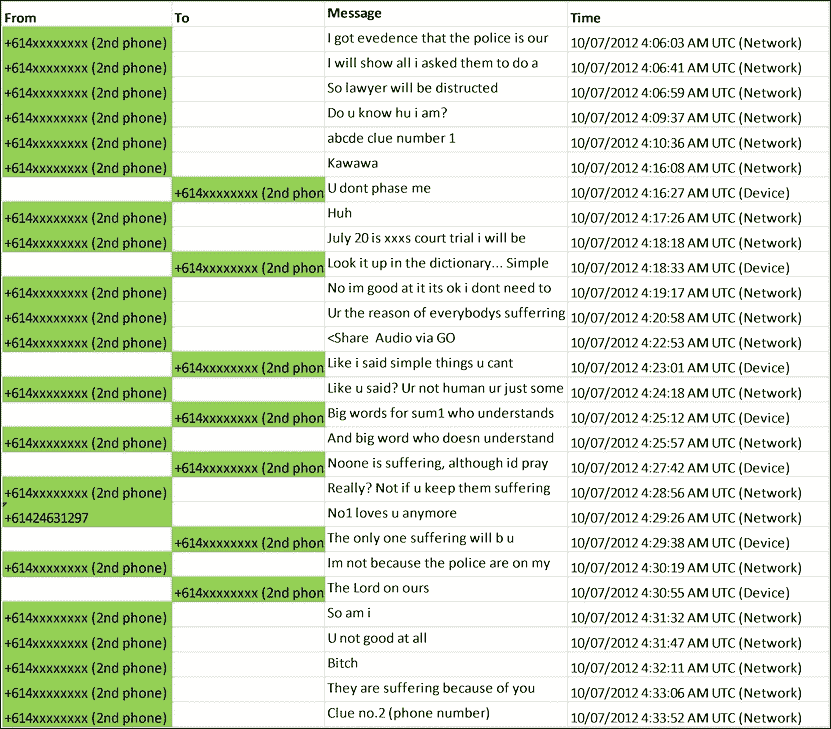 From To Message Time
+614xxxxxxxx (2nd phone) I got evedence that the police is our 10/07/2012 4:06:03 AM UTC (Network)
+614xxxxxxxx (2nd phone) I will show all i asked them to do a 10/07/2012 4:06:41 AM UTC (Network)
+614xxxxxxxx (2nd phone) So lawyer will be distructed 10/07/2012 4:06:59 AM UTC (Network)
+614xxxxxxxx (2nd phone) Do u know hu i am? 10/07/2012 4:09:37 AM UTC (Network)
+614xxxxxxxx (2nd phone) abcde clue number 1 10/07/2012 4:10:36 AM UTC (Network)
+614xxxxxxxx (2nd phone) Kawawa 10/07/2012 4:16:08 AM UTC (Network)
+614xxxxxxxx (2nd phon U dont phase me 10/07/2012 4:16:27 AM UTC (Device)
+614xxxxxxxx (2nd phone) Huh 10/07/2012 4:17:26 AM UTC (Network)
+614xxxxxxxx (2nd phone) July 20 is xxxs court trial i will be 10/07/2012 4:18:18 AM UTC (Network)
+614xxxxxxxx (2nd phon Look it up in the dictionary... Simple 10/07/2012 4:18:33 AM UTC (Device)
+614xxxxxxxx (2nd phone) No im good at it its ok i dont need to 10/07/2012 4:19:17 AM UTC (Network)
+614xxxxxxxx (2nd phone) Ur the reason of everybodys sufferring 10/07/2012 4:20:58 AM UTC (Network)
+614xxxxxxxx (2nd phone) <Share Audio via GO 10/07/2012 4:22:53 AM UTC (Network)
+614xxxxxxxx (2nd phon Like i said simple things u cant 10/07/2012 4:23:01 AM UTC (Device)
+614xxxxxxxx (2nd phone) Like u said? Ur not human ur just some 10/07/2012 4:24:18 AM UTC (Network)
+614xxxxxxxx (2nd phon Big words for sum1 who understands 10/07/2012 4:25:12 AM UTC (Device)
+614xxxxxxxx (2nd phone) And big word who doesn understand 10/07/2012 4:25:57 AM UTC (Network)
+614xxxxxxxx (2nd phon Noone is suffering, although id pray 10/07/2012 4:27:42 AM UTC (Device)
+614xxxxxxxx (2nd phone) Really? Not if u keep them suffering 10/07/2012 4:28:56 AM UTC (Network)
+61424631297 No1 loves u anymore 10/07/2012 4:29:26 AM UTC (Network)
+614xxxxxxxx (2nd phon The only one suffering will b u 10/07/2012 4:29:38 AM UTC (Device)
+614xxxxxxxx (2nd phone) Im not because the police are on my 10/07/2012 4:30:19 AM UTC (Network)
+614xxxxxxxx (2nd phon The Lord on ours 10/07/2012 4:30:55 AM UTC (Device)
+614xxxxxxxx (2nd phone) So am i 10/07/2012 4:31:32 AM UTC (Network)
+614xxxxxxxx (2nd phone) U not good at all 10/07/2012 4:31:47 AM UTC (Network)
+614xxxxxxxx (2nd phone) Bitch 10/07/2012 4:32:11 AM UTC (Network)
+614xxxxxxxx (2nd phone) They are suffering because of you 10/07/2012 4:33:06 AM UTC (Network)
+614xxxxxxxx (2nd phone) Clue no.2 (phone number) 10/07/2012 4:33:52 AM UTC (Network)